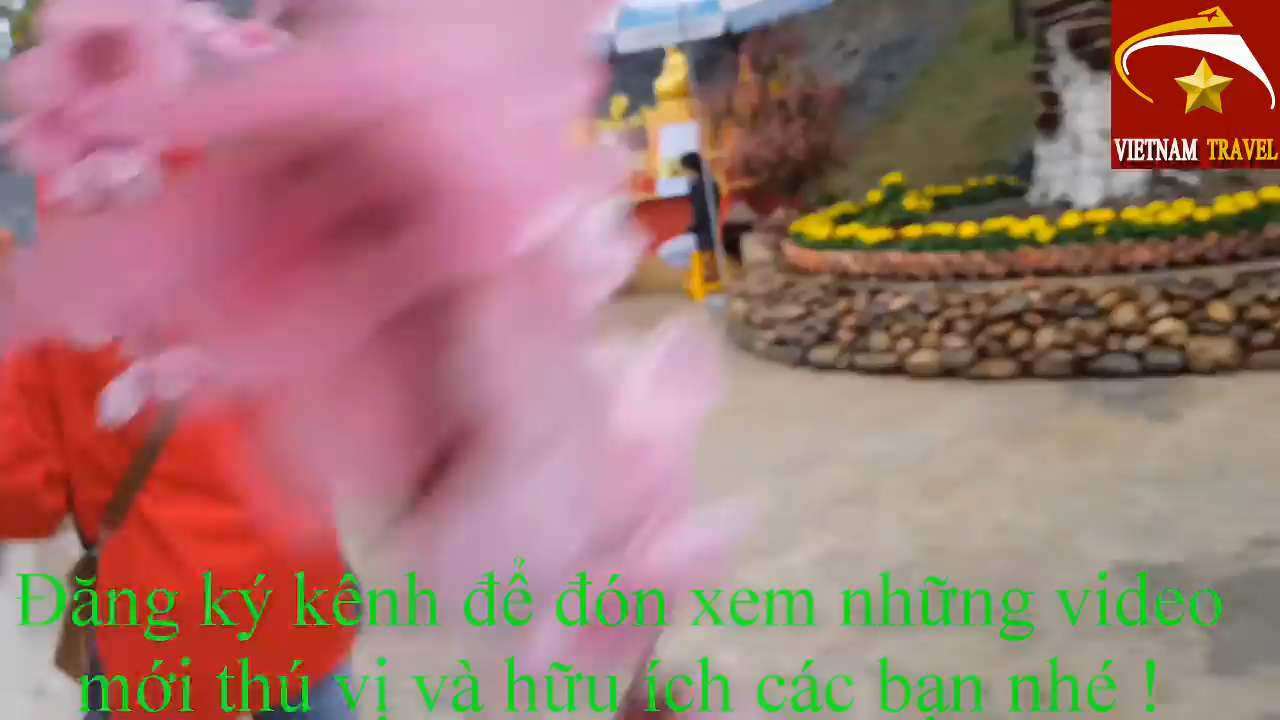 VIETNAM TRAVEL
Đăng ký kênh để đón xem những video
mới thú vị và hữu ích các bạn nhé !